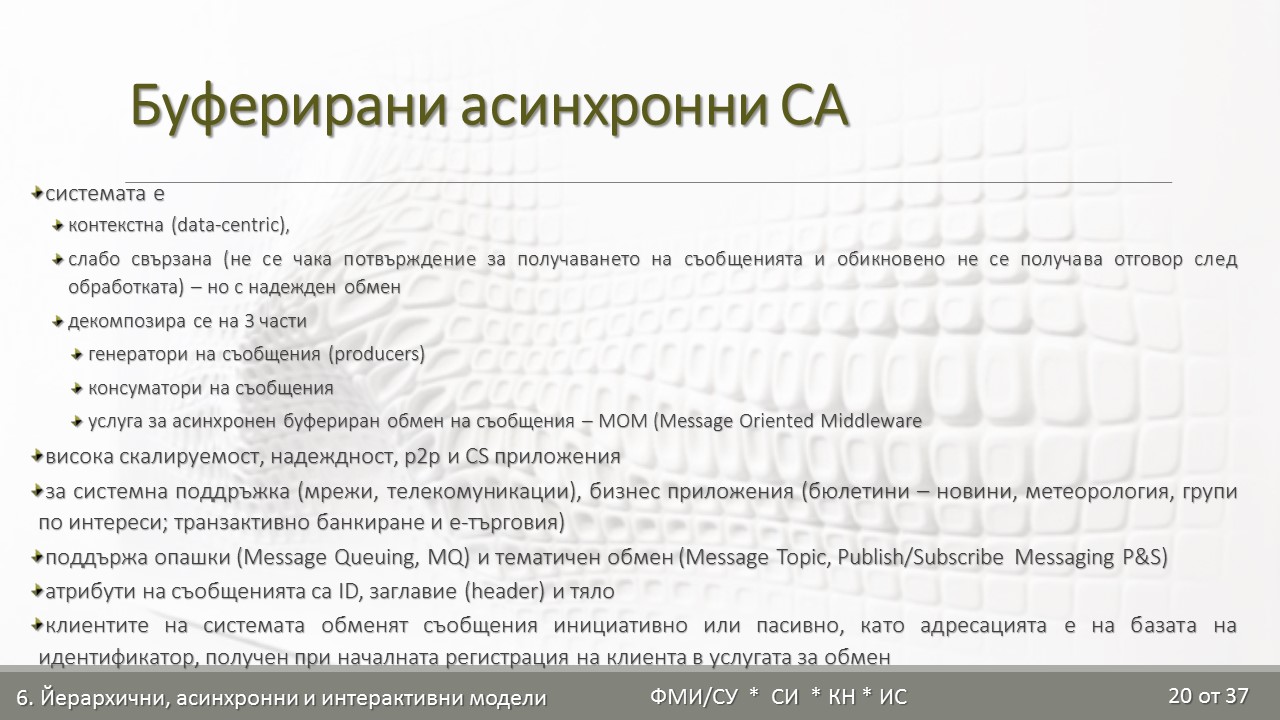 Буферирани асинхронни СА
системата е
контекстна (data-centric),
слабо свързана (не се чака потвърждение за получаването на съобщенията и обикновено не се получава отговор след
обработката) – но с надежден обмен
декомпозира се на 3 части
генератори на съобщения (producers)
консуматори на съобщения
услуга за асинхронен буфериран обмен на съобщения – MOM (Message Oriented Middleware
висока скалируемост, надеждност, p2p и CS приложения
за системна поддръжка (мрежи, телекомуникации), бизнес приложения (бюлетини – новини, метеорология, групи
по интереси; транзактивно банкиране и е-търговия)
поддържа опашки (Message Queuing, MQ) и тематичен обмен (Message Topic, Publish/Subscribe Messaging P&S)
атрибути на съобщенията са ID, заглавие (header) и тяло
клиентите на системата обменят съобщения инициативно или пасивно, като адресацията е на базата на
идентификатор, получен при началната регистрация на клиента в услугата за обмен
6. Йерархични, асинхронни и интерактивни модели ФМИ/СУ * СИ * КН * ИС 20 от 37